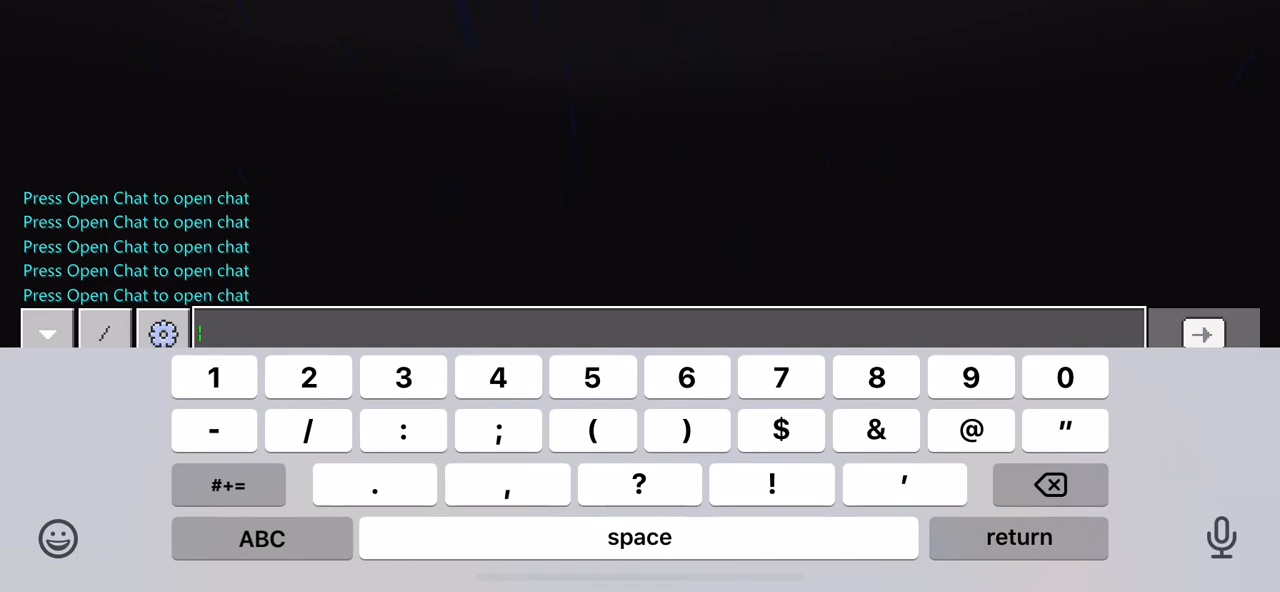 Press Open Chat to open chat
Press Open Chat to open chat
Press Open Chat to open chat
Press Open Chat to open chat
Press Open Chat to open chat
/
1 2 3 4 5 6 7 8 9 0
- / : ; ( ) $ & @ "
#+= . , ? ! '
ABC space return